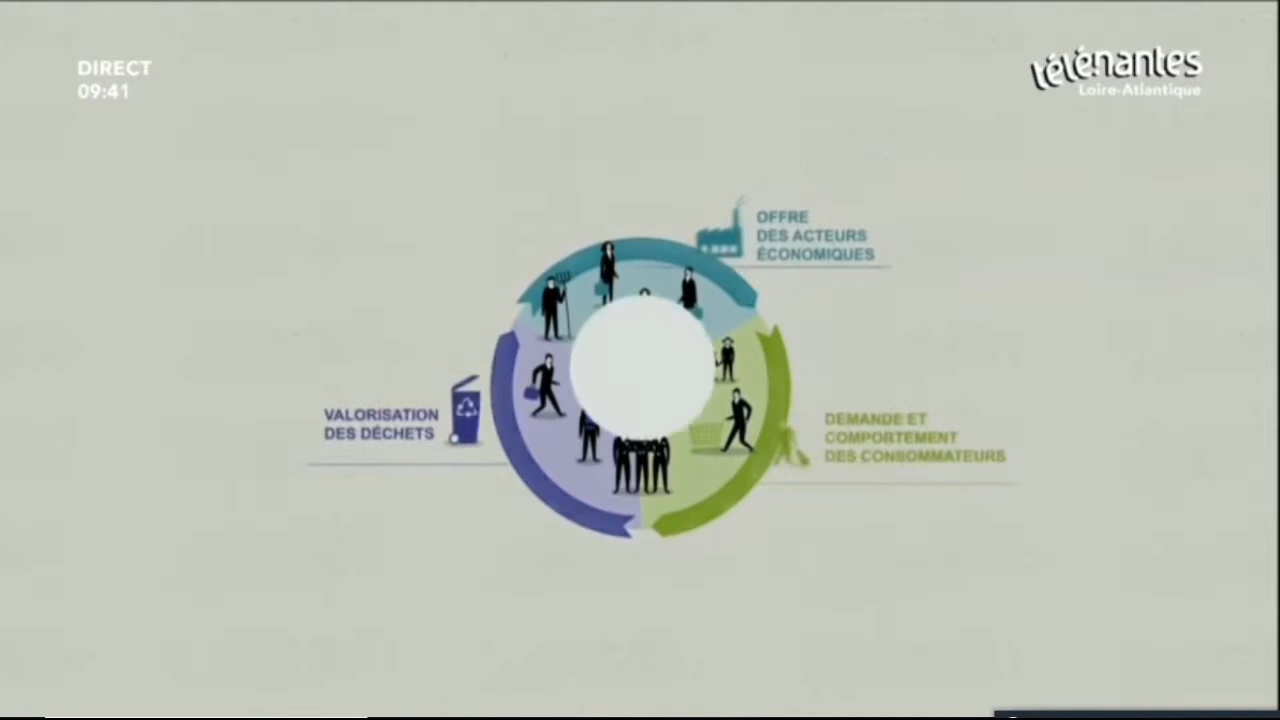 DIRECT
09:41
télénantes
Loire-Atlantique
OFFRE
DES ACTEURS
ÉCONOMIQUES
VALORISATION
DES DÉCHETS
DEMANDE ET
COMPORTEMENT
DES CONSOMMATEURS